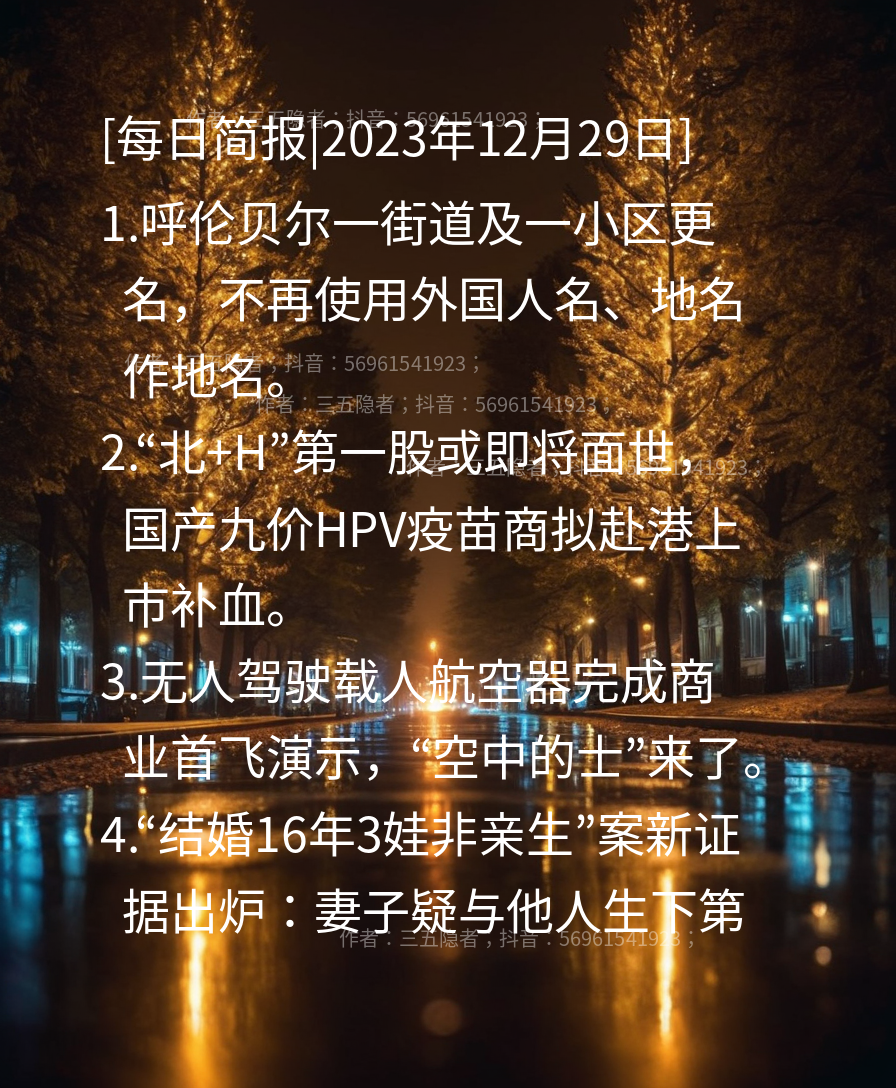 作者：三五隐者；抖音：56961541923；
[每日简报|2023年12月29日]
1.呼伦贝尔一街道及一小区更
名，不再使用外国人名、地名
作者：三五隐者；抖音：56961541923；
作地名。
作者：三五隐者；抖音：56961541923；
2.“北+H”第一股或即将面世，
作者：三五隐者；抖音：56961541923；
国产九价HPV疫苗商拟赴港上
市补血。
3.无人驾驶载人航空器完成商
业首飞演示，“空中的士”来了。
4.“结婚16年3娃非亲生”案新证
据出炉：妻子疑与他人生下第
作者：三五隐者；抖音：56961541923；